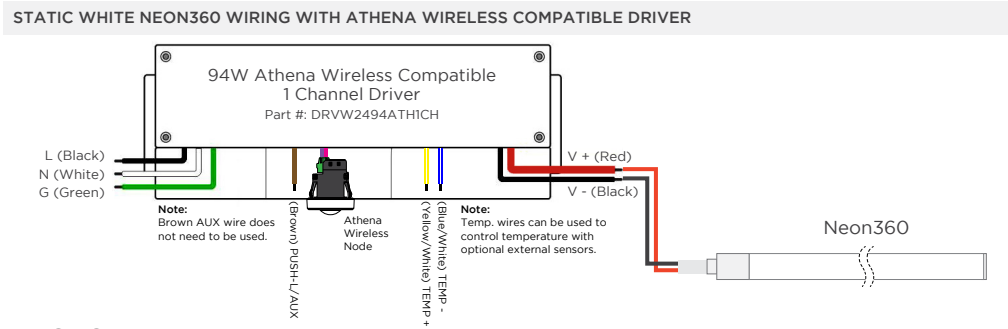 STATIC WHITE NEON360 WIRING WITH ATHENA WIRELESS COMPATIBLE DRIVER
94W Athena Wireless Compatible
1 Channel Driver
Part #: DRVW2494ATH1CH
L (Black)
N (White)
G (Green)
Note:
Brown AUX wire does
not need to be used.
(Brown) PUSH-L/AUX
Athena
Wireless
Node
(Yellow/White) TEMP +
(Blue/White) TEMP -
Note:
Temp. wires can be used to
control temperature with
optional external sensors.
V + (Red)
V - (Black)
Neon360